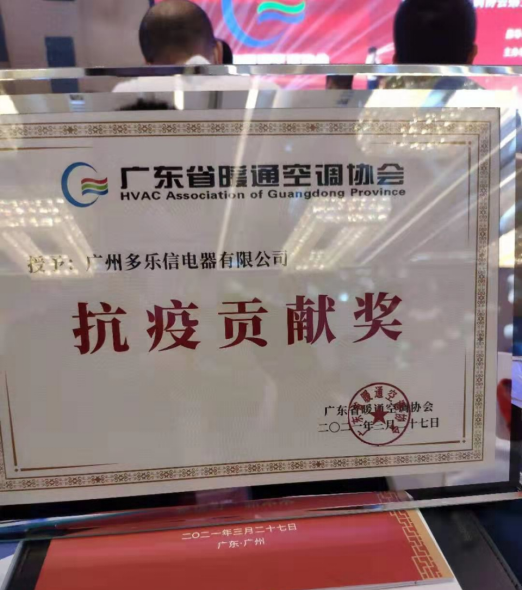 广东省暖通空调协会
HVAC Association of Guangdong Province
授予：广州多乐信电器有限公司
抗疫贡献奖
广东省暖通空调协会
二〇二一年三月二十七日
二〇二一年三月二十七日
广东·广州